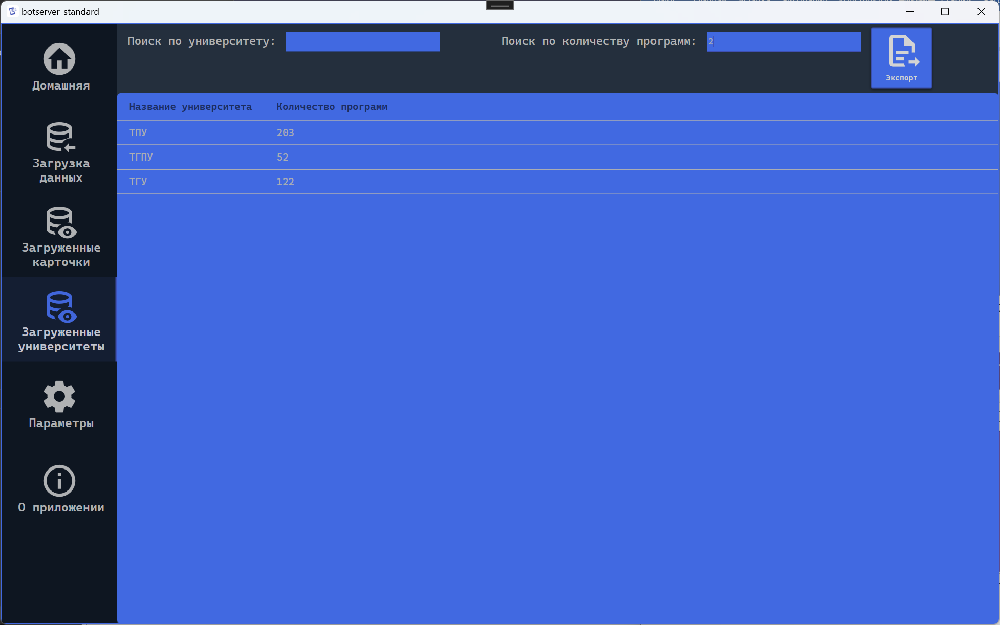 botserver_standard
Поиск по университету:
Поиск по количеству программ: 2
Экспорт
Домашняя
Загрузка
данных
Загруженные
карточки
Загруженные
университеты
Параметры
О приложении
Название университета Количество программ
ТПУ 203
ТГПУ 52
ТГУ 122